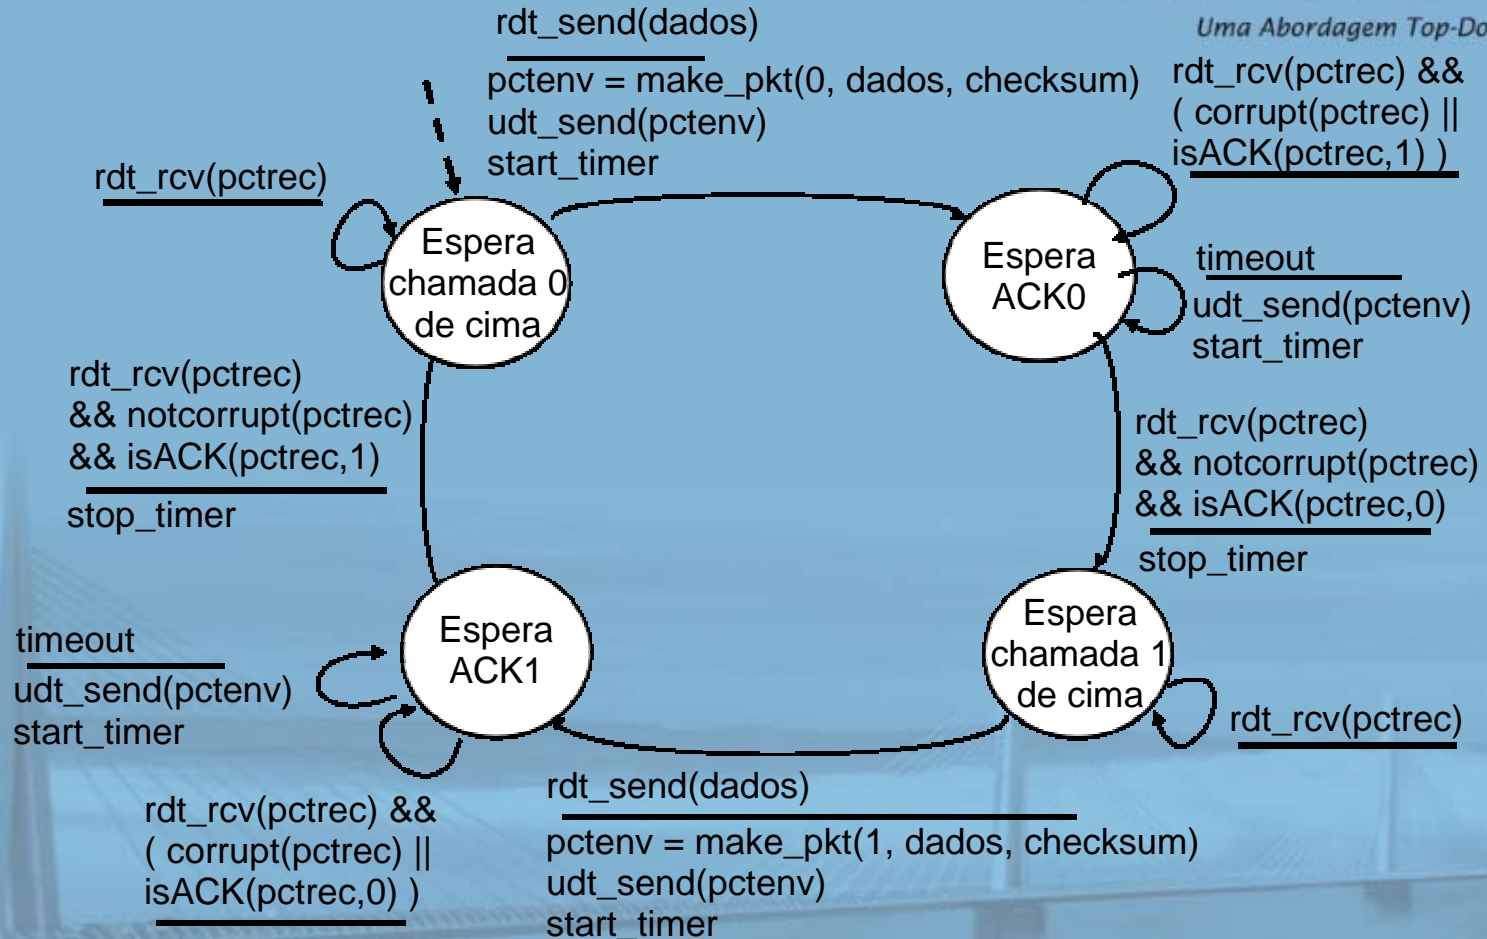 Uma Abordagem Top-Do
rdt_send(dados)
pctenv = make_pkt(0, dados, checksum)
udt_send(pctenv)
start_timer
rdt_rcv(pctrec) &&
( corrupt(pctrec) ||
isACK(pctrec,1) )
rdt_rcv(pctrec)
Espera
chamada 0
de cima
Espera
ACK0
timeout
udt_send(pctenv)
start_timer
rdt_rcv(pctrec)
&& notcorrupt(pctrec)
&& isACK(pctrec,1)
stop_timer
rdt_rcv(pctrec)
&& notcorrupt(pctrec)
&& isACK(pctrec,0)
stop_timer
Espera
ACK1
Espera
chamada 1
de cima
timeout
udt_send(pctenv)
start_timer
rdt_rcv(pctrec)
rdt_rcv(pctrec) &&
( corrupt(pctrec) ||
isACK(pctrec,0) )
rdt_send(dados)
pctenv = make_pkt(1, dados, checksum)
udt_send(pctenv)
start_timer